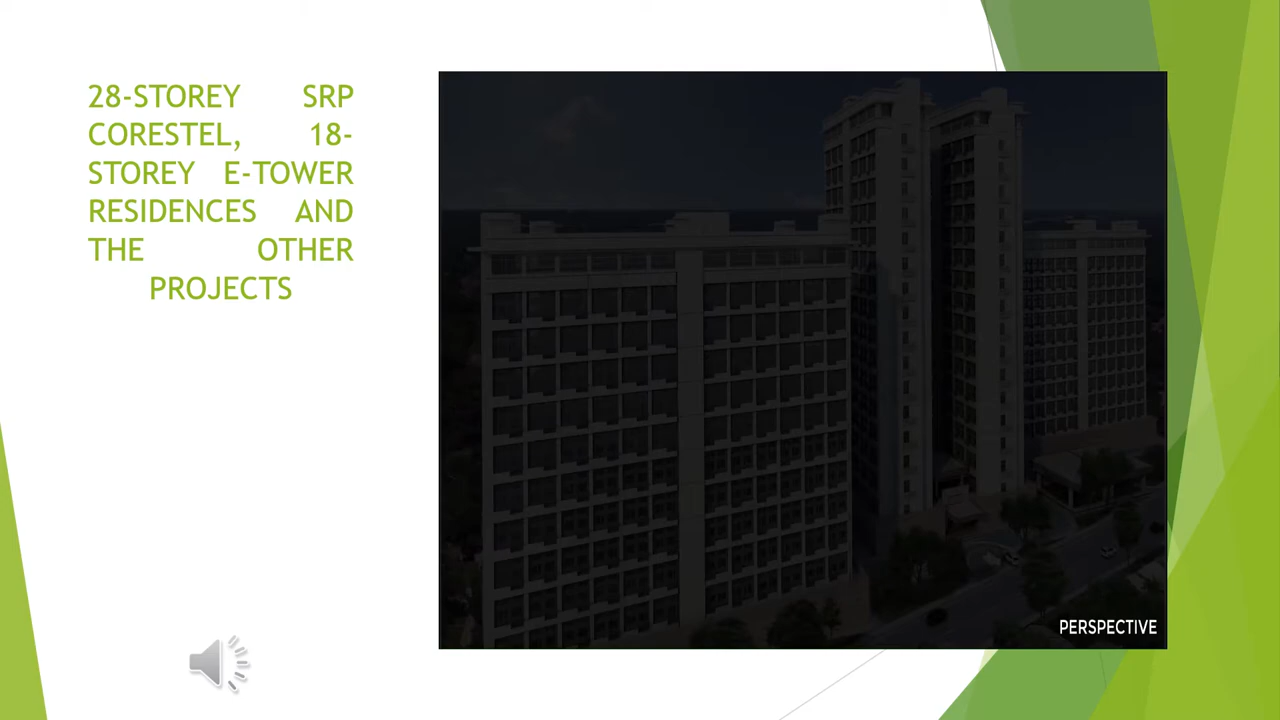 28-STOREY SRP
CORESTEL, 18-
STOREY E-TOWER
RESIDENCES AND
THE OTHER
PROJECTS
PERSPECTIVE